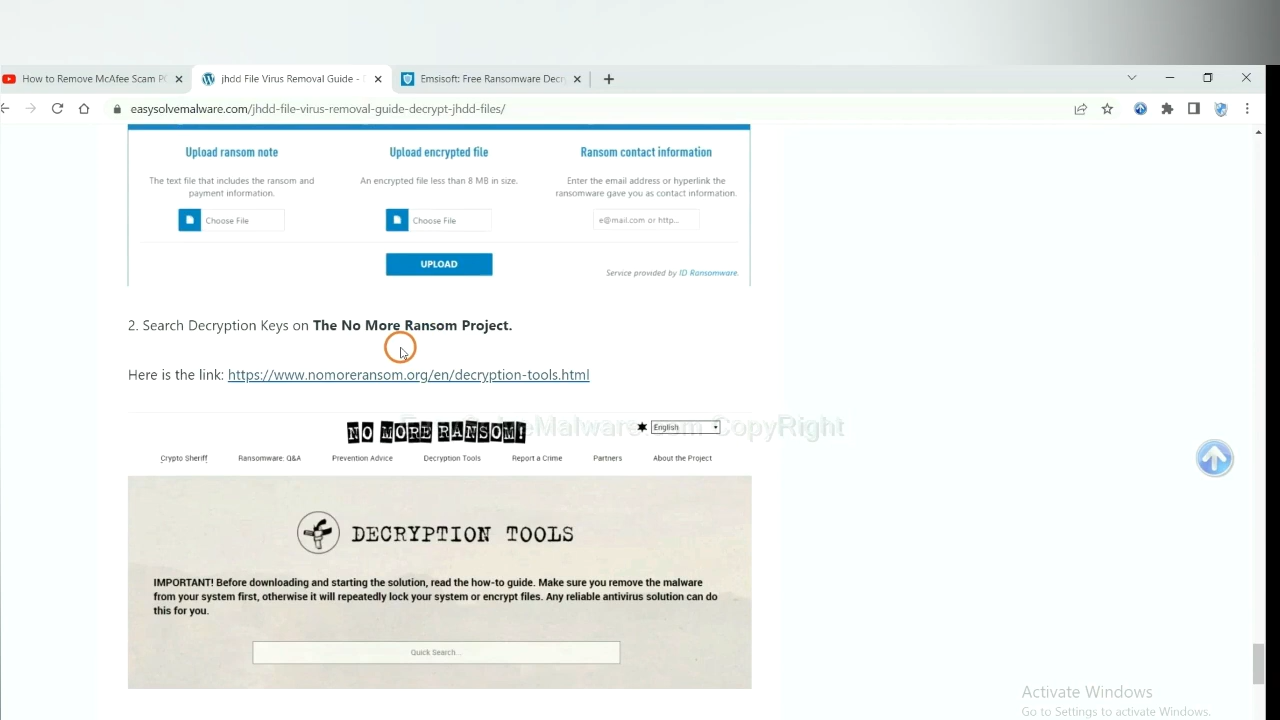 How to Remove McAfee Scam PO
jhdd File Virus Removal Guide -
Emsisoft: Free Ransomware Decr
easysolvemalware.com/jhdd-file-virus-removal-guide-decrypt-jhdd-files/
Upload ransom note
Upload encrypted file
Ransom contact information
The text file that includes the ransom and
payment information.
An encrypted file less than 8 MB in size.
Enter the email address or hyperlink the
ransomware gave you as contact information.
Choose File
Choose File
e@mail.com or http...
UPLOAD
Service provided by ID Ransomware.
2. Search Decryption Keys on The No More Ransom Project.
Here is the link: https://www.nomoreransom.org/en/decryption-tools.html
Malware.com CopyRight
NO MORE RANSOM!
English
Crypto Sheriff
Ransomware: Q&A
Prevention Advice
Decryption Tools
Report a Crime
Partners
About the Project
DECRYPTION TOOLS
IMPORTANT! Before downloading and starting the solution, read the how-to guide. Make sure you remove the malware
from your system first, otherwise it will repeatedly lock your system or encrypt files. Any reliable antivirus solution can do
this for you.
Quick Search...
Activate Windows
Go to Settings to activate Windows.